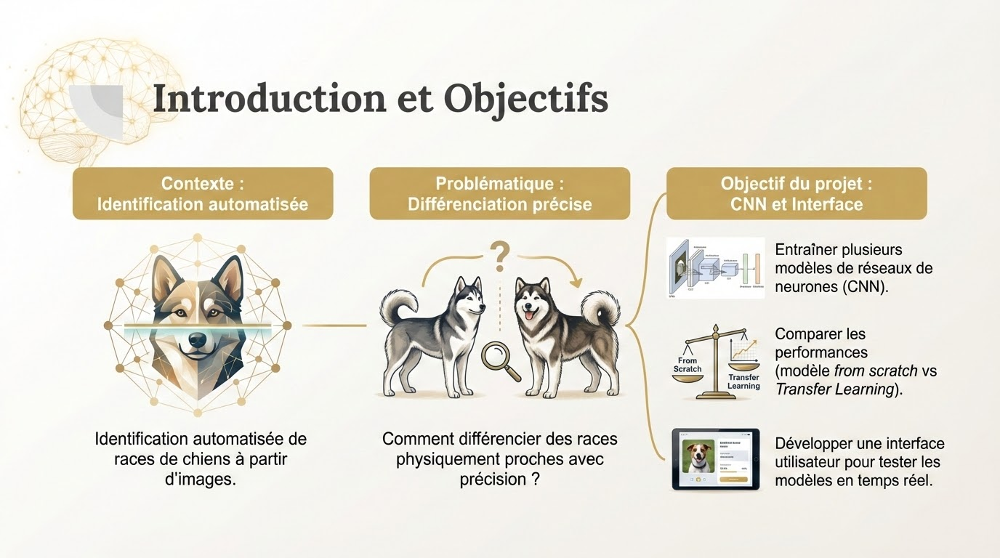 Introduction et Objectifs
Contexte :
Identification automatisée
Identification automatisée de
races de chiens à partir
d'images.
Problématique :
Différenciation précise
?
Comment différencier des races
physiquement proches avec
précision ?
Objectif du projet :
CNN et Interface
Entraîner plusieurs
modèles de réseaux de
neurones (CNN).
From
Scratch
Transfer
Learning
Comparer les
performances
(modèle from scratch vs
Transfer Learning).
Développer une interface
utilisateur pour tester les
modèles en temps réel.